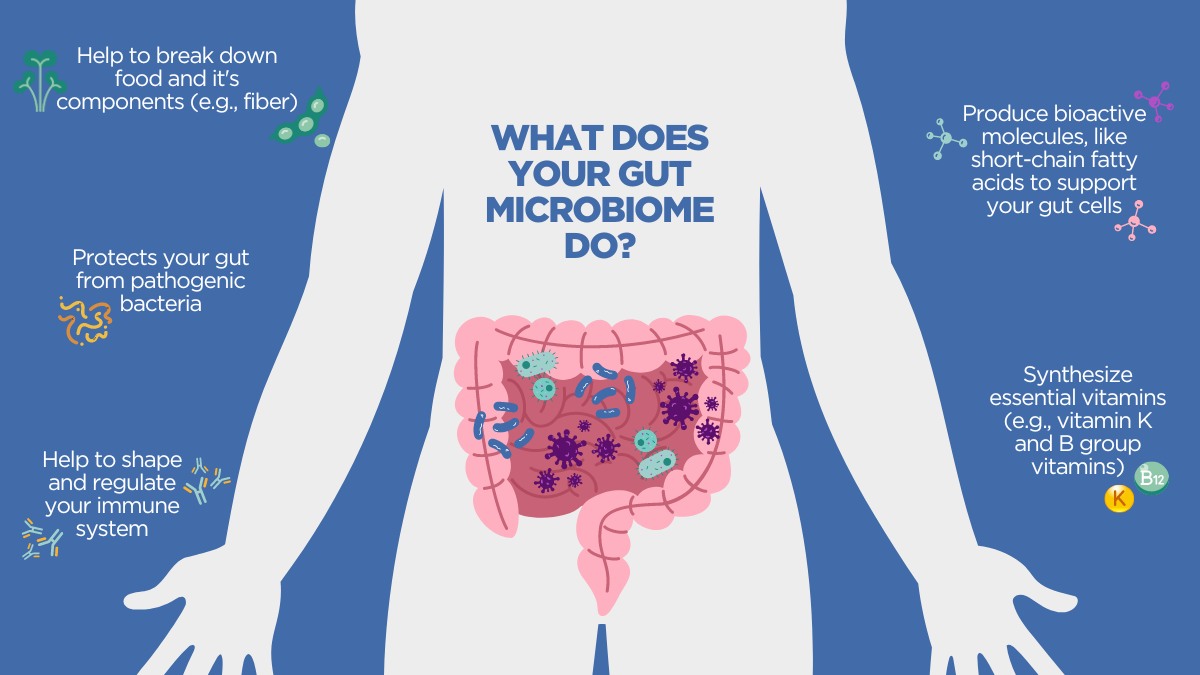 WHAT DOES
YOUR GUT
MICROBIOME
DO?
Help to break down
food and it's
components (e.g., fiber)
Protects your gut
from pathogenic
bacteria
Help to shape
and regulate
your immune
system
Produce bioactive
molecules, like
short-chain fatty
acids to support
your gut cells
Synthesize
essential vitamins
(e.g., vitamin K
and B group
vitamins)
B12
K